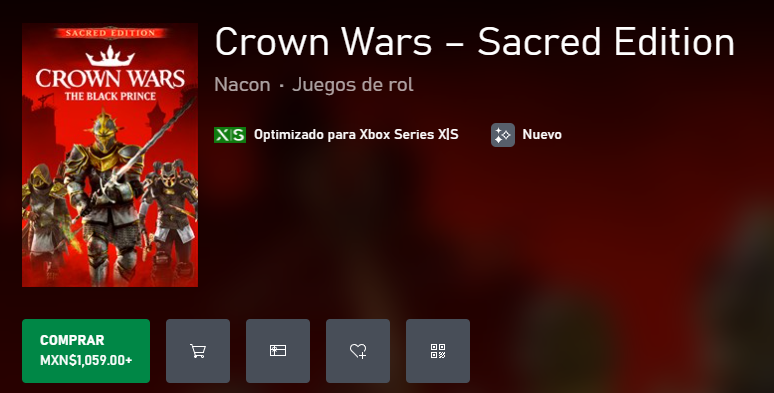 SACRED EDITION
CROWN WARS
THE BLACK PRINCE
Crown Wars – Sacred Edition
Nacon · Juegos de rol
X|S Optimizado para Xbox Series X|S Nuevo
COMPRAR
MXN$1,059.00+